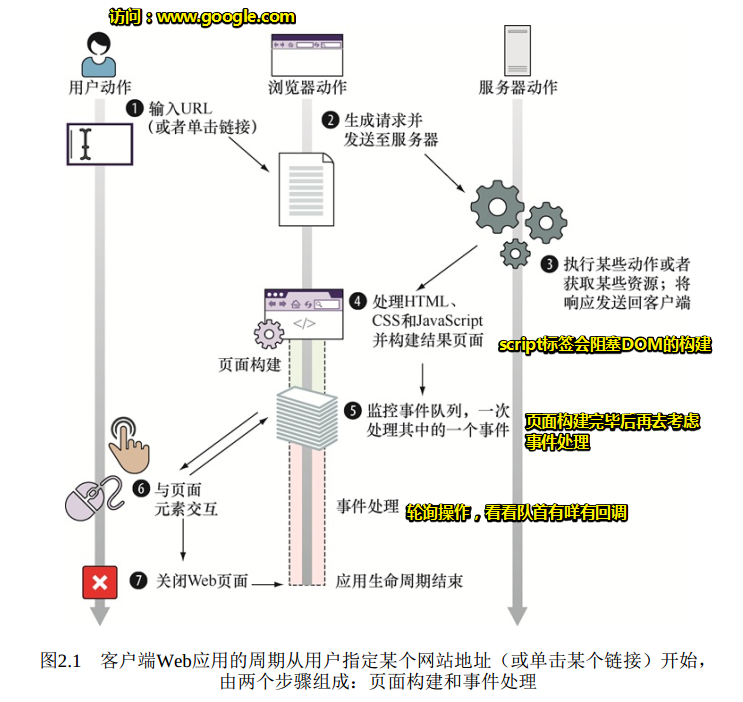 访问：www.google.com
用户动作
浏览器动作
服务器动作
1 输入URL
（或者单击链接）
2 生成请求并
发送至服务器
3 执行某些动作或者
获取某些资源；将
响应发送回客户端
4 处理HTML、
CSS和JavaScript
并构建结果页面
</>
页面构建
script标签会阻塞DOM的构建
5 监控事件队列，一次
处理其中的一个事件
页面构建完毕后再去考虑
事件处理
6 与页面
元素交互
事件处理
轮询操作，看看队首有咩有回调
7 关闭Web页面
应用生命周期结束
图2.1 客户端Web应用的周期从用户指定某个网站地址（或单击某个链接）开始，
由两个步骤组成：页面构建和事件处理